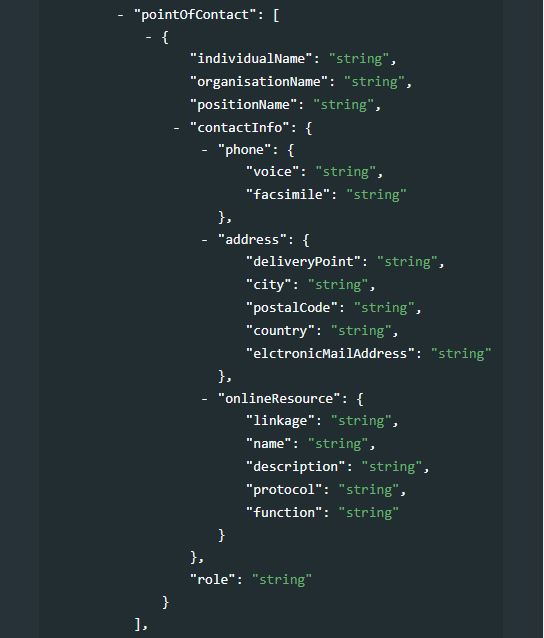 - "pointOfContact": [
- {
"individualName": "string",
"organisationName": "string",
"positionName": "string",
- "contactInfo": {
- "phone": {
"voice": "string",
"facsimile": "string"
},
- "address": {
"deliveryPoint": "string",
"city": "string",
"postalCode": "string",
"country": "string",
"elctronicMailAddress": "string"
},
- "onlineResource": {
"linkage": "string",
"name": "string",
"description": "string",
"protocol": "string",
"function": "string"
}
},
"role": "string"
}
],